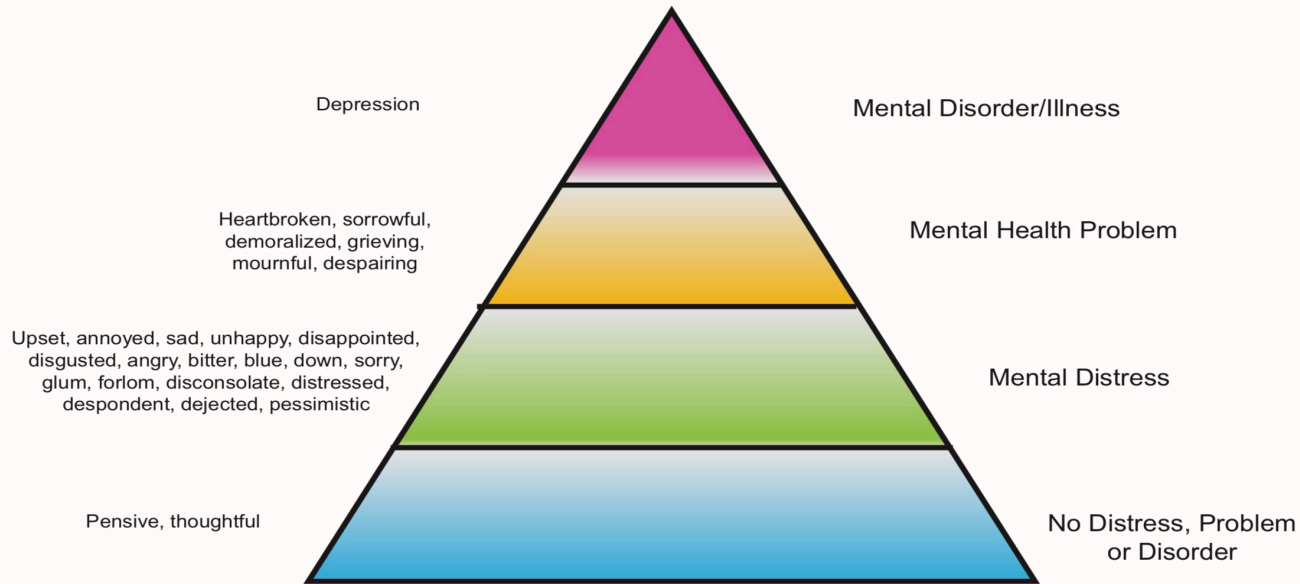 Depression
Mental Disorder/Illness
Heartbroken, sorrowful,
demoralized, grieving,
mournful, despairing
Mental Health Problem
Upset, annoyed, sad, unhappy, disappointed,
disgusted, angry, bitter, blue, down, sorry,
glum, forlom, disconsolate, distressed,
despondent, dejected, pessimistic
Mental Distress
Pensive, thoughtful
No Distress, Problem
or Disorder